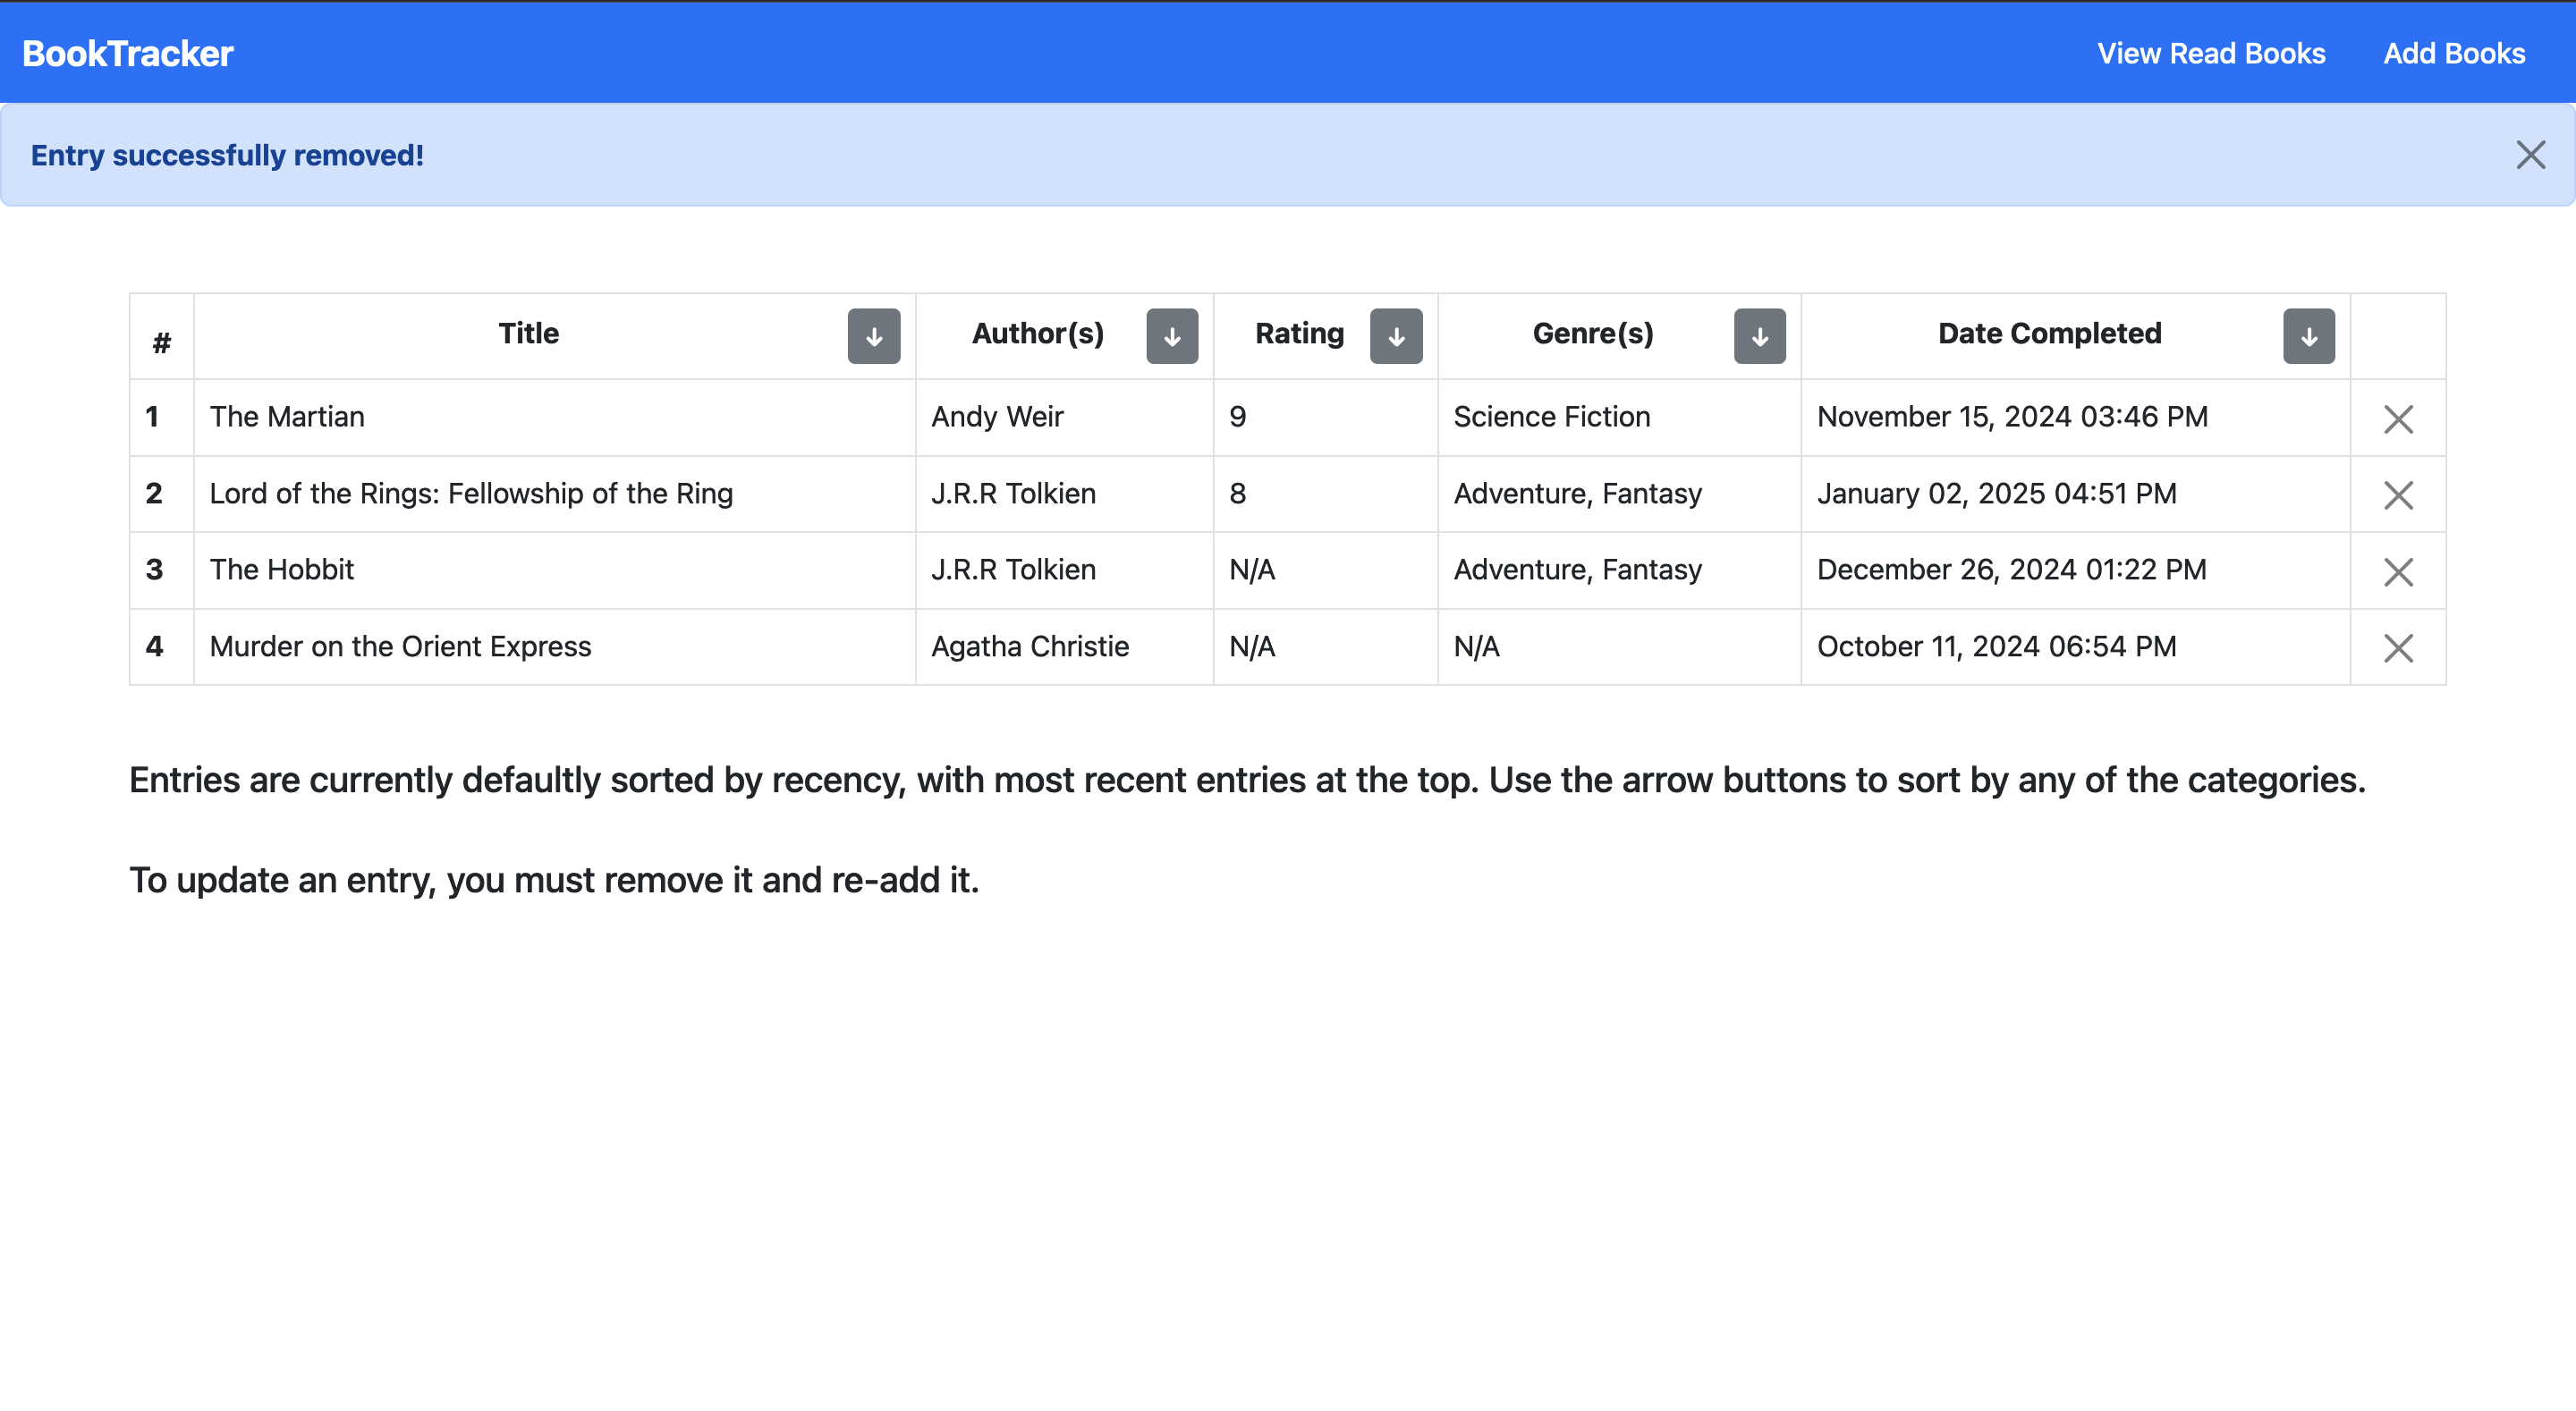 BookTracker View Read Books Add Books
Entry successfully removed!
# Title Author(s) Rating Genre(s) Date Completed
1 The Martian Andy Weir 9 Science Fiction November 15, 2024 03:46 PM
2 Lord of the Rings: Fellowship of the Ring J.R.R Tolkien 8 Adventure, Fantasy January 02, 2025 04:51 PM
3 The Hobbit J.R.R Tolkien N/A Adventure, Fantasy December 26, 2024 01:22 PM
4 Murder on the Orient Express Agatha Christie N/A N/A October 11, 2024 06:54 PM
Entries are currently defaultly sorted by recency, with most recent entries at the top. Use the arrow buttons to sort by any of the categories.
To update an entry, you must remove it and re-add it.